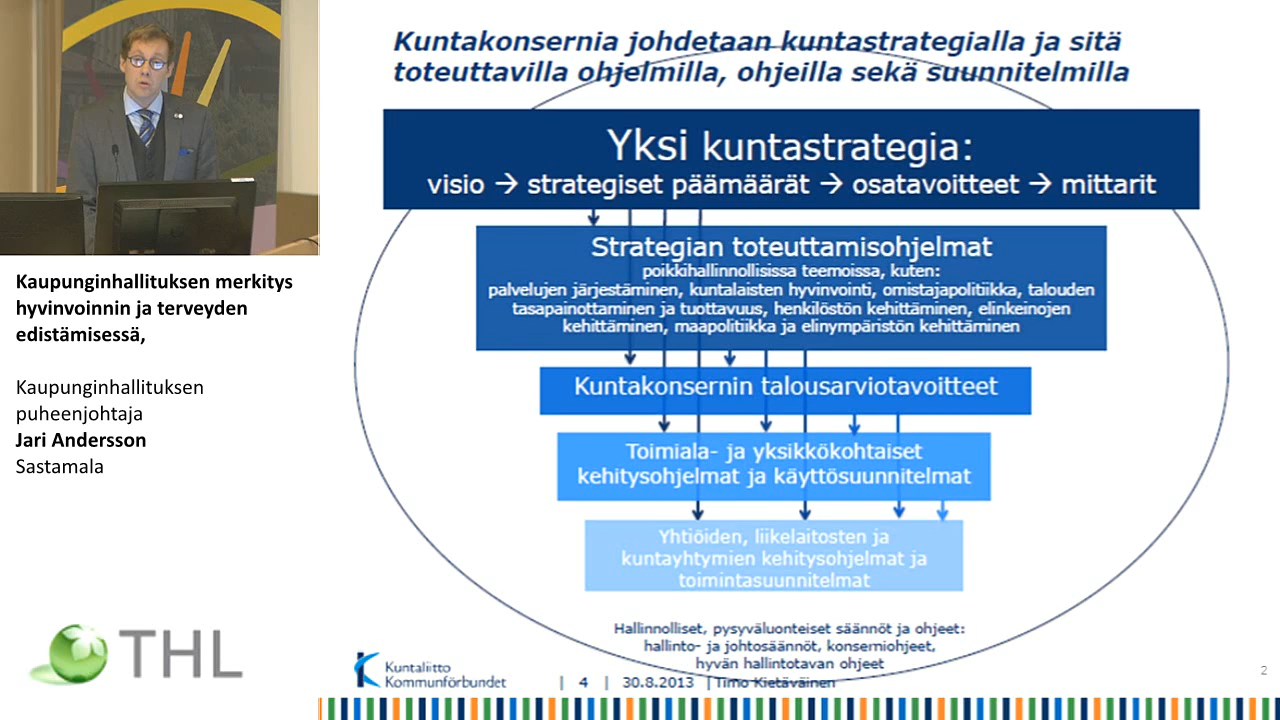 Kaupunginhallituksen merkitys
hyvinvoinnin ja terveyden
edistämisessä,
Kaupunginhallituksen
puheenjohtaja
Jari Andersson
Sastamala
THL
Kuntakonsernia johdetaan kuntastrategialla ja sitä
toteuttavilla ohjelmilla, ohjeilla sekä suunnitelmilla
Yksi kuntastrategia:
visio → strategiset päämäärät → osatavoitteet → mittarit
Strategian toteuttamisohjelmat
poikkihallinnollisissa teemoissa, kuten:
palvelujen järjestäminen, kuntalaisten hyvinvointi, omistajapolitiikka, talouden
tasapainottaminen ja tuottavuus, henkilöstön kehittäminen, elinkeinojen
kehittäminen, maapolitiikka ja elinympäristön kehittäminen
Kuntakonsernin talousarviotavoitteet
Toimiala- ja yksikkökohtaiset
kehitysohjelmat ja käyttösuunnitelmat
Yhtiöiden, liikelaitosten ja
kuntayhtymien kehitysohjelmat ja
toimintasuunnitelmat
Hallinnolliset, pysyväluonteiset säännöt ja ohjeet:
hallinto- ja johtosäännöt, konserniohjeet,
hyvän hallintotavan ohjeet
Kuntaliitto
Kommunförbundet
| 4 | 30.8.2013 | Timo Kietäväinen
2